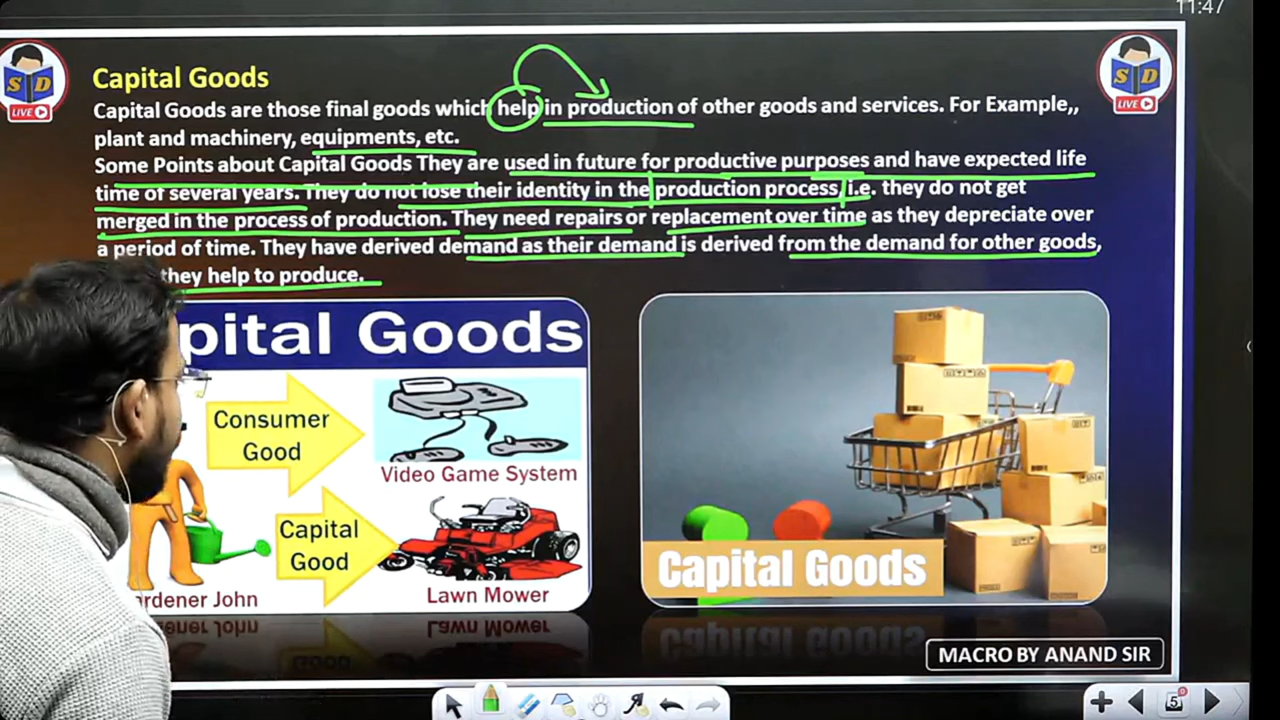 11:47
S D
LIVE
S D
LIVE
Capital Goods
Capital Goods are those final goods which help in production of other goods and services. For Example,,
plant and machinery, equipments, etc.
Some Points about Capital Goods They are used in future for productive purposes and have expected life
time of several years. They do not lose their identity in the production process, i.e. they do not get
merged in the process of production. They need repairs or replacement over time as they depreciate over
a period of time. They have derived demand as their demand is derived from the demand for other goods,
they help to produce.
pital Goods
Consumer
Good
Video Game System
Capital
Good
rdener John
Lawn Mower
Capital Goods
MACRO BY ANAND SIR
5